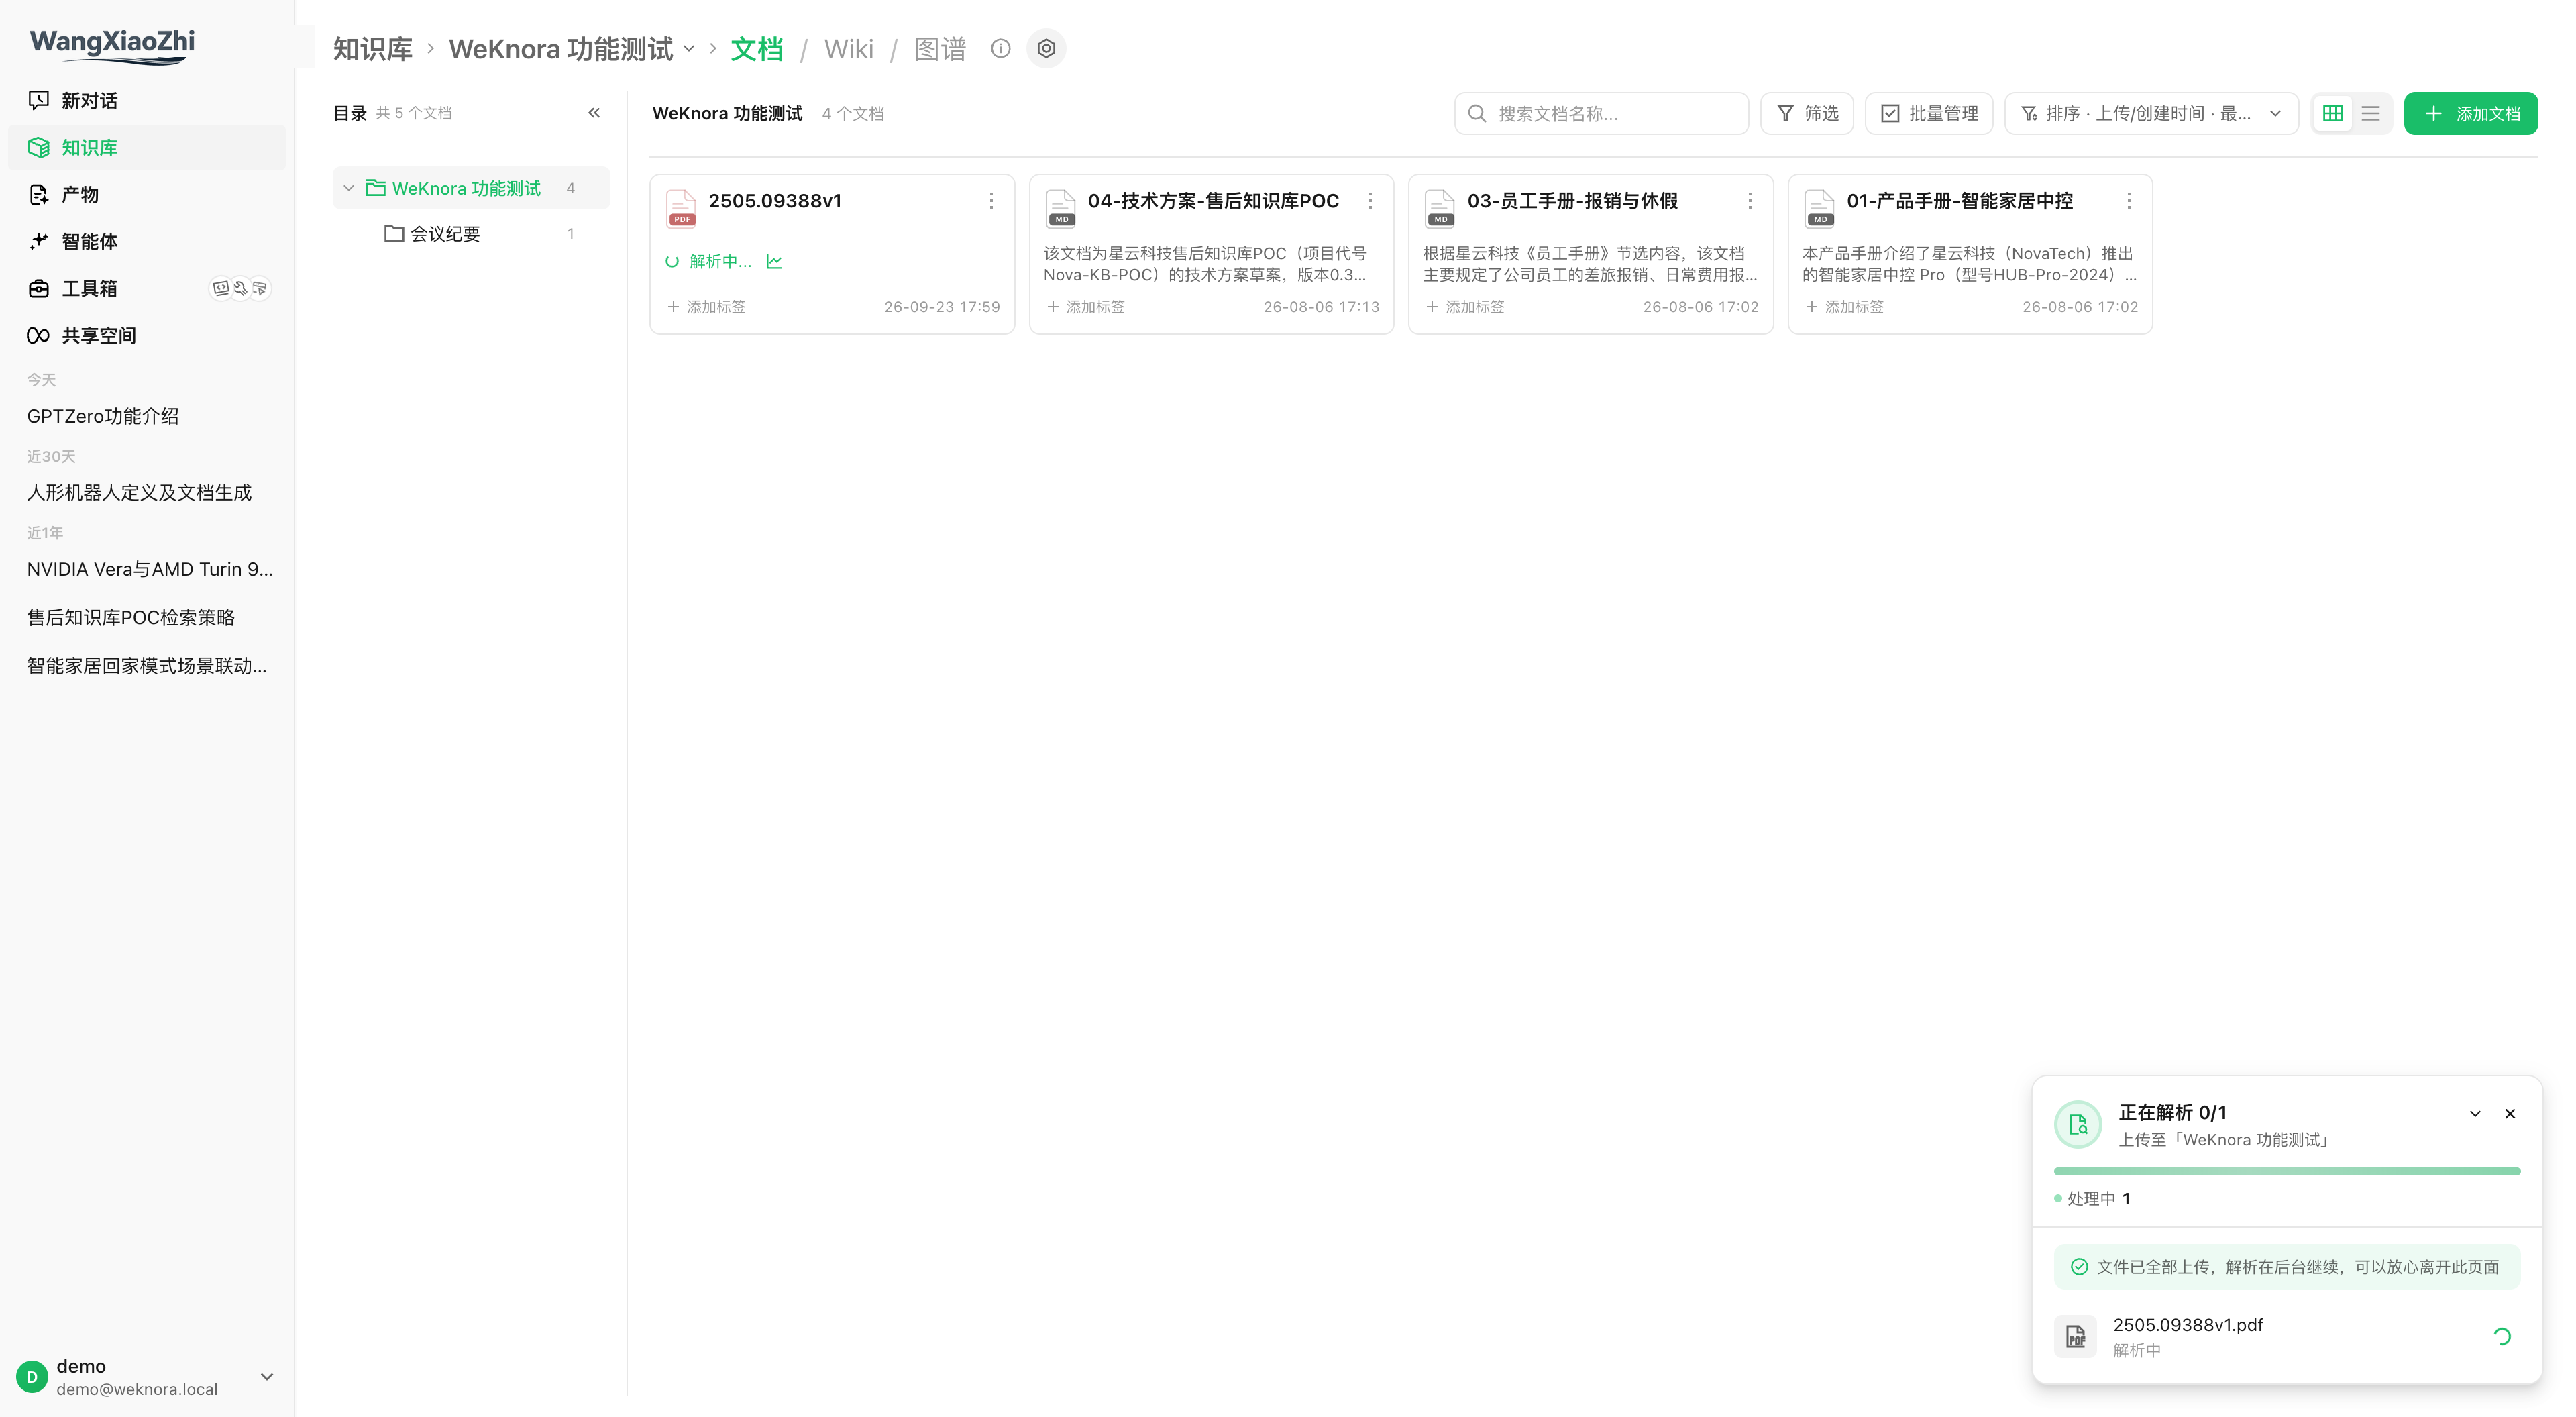 WangXiaoZhi
新对话
知识库
产物
智能体
工具箱
共享空间
今天
GPTZero功能介绍
近30天
人形机器人定义及文档生成
近1年
NVIDIA Vera与AMD Turin 9...
售后知识库POC检索策略
智能家居回家模式场景联动...
D
demo
demo@weknora.local
知识库 > WeKnora 功能测试 > 文档 / Wiki / 图谱
目录 共 5 个文档
WeKnora 功能测试 4
会议纪要 1
WeKnora 功能测试 4 个文档
搜索文档名称...
筛选
批量管理
排序 · 上传/创建时间 · 最...
添加文档
PDF
2505.09388v1
解析中...
+ 添加标签 26-09-23 17:59
MD
04-技术方案-售后知识库POC
该文档为星云科技售后知识库POC（项目代号
Nova-KB-POC）的技术方案草案，版本0.3...
+ 添加标签 26-08-06 17:13
MD
03-员工手册-报销与休假
根据星云科技《员工手册》节选内容，该文档
主要规定了公司员工的差旅报销、日常费用报...
+ 添加标签 26-08-06 17:02
MD
01-产品手册-智能家居中控
本产品手册介绍了星云科技（NovaTech）推出
的智能家居中控 Pro（型号HUB-Pro-2024）...
+ 添加标签 26-08-06 17:02
正在解析 0/1
上传至「WeKnora 功能测试」
处理中 1
文件已全部上传，解析在后台继续，可以放心离开此页面
PDF
2505.09388v1.pdf
解析中